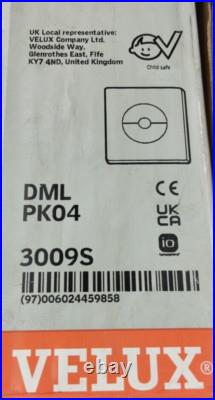 UK Local representative:
VELUX Company Ltd.
Woodside Way,
Glenrothes East, Fife
KY7 4ND, United Kingdom
Child safe
DML
PK04
CE
UK
CA
io
3009S
(97)006024459858
VELUX®